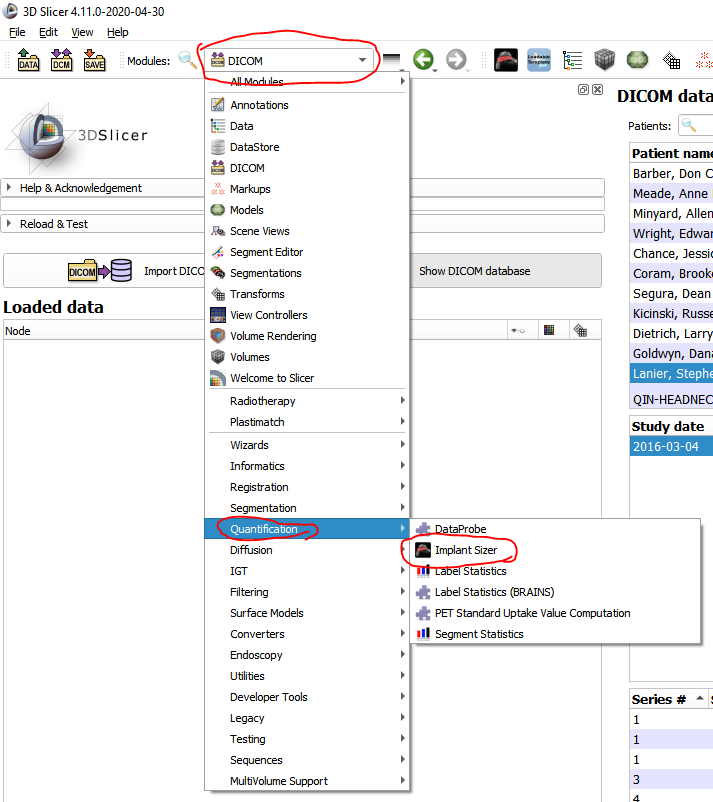 3D Slicer 4.11.0-2020-04-30
File Edit View Help
DATA DCM SAVE Modules: DICOM Loadable Template
3DSlicer
Help & Acknowledgement
Reload & Test
DICOM Import DICO
Show DICOM database
Loaded data
Node
All Modules
Annotations
Data
DataStore
DICOM
Markups
Models
Scene Views
Segment Editor
Segmentations
Transforms
View Controllers
Volume Rendering
Volumes
Welcome to Slicer
Radiotherapy
Plastimatch
Wizards
Informatics
Registration
Segmentation
Quantification
Diffusion
IGT
Filtering
Surface Models
Converters
Endoscopy
Utilities
Developer Tools
Legacy
Testing
Sequences
MultiVolume Support
DataProbe
Implant Sizer
Label Statistics
Label Statistics (BRAINS)
PET Standard Uptake Value Computation
Segment Statistics
DICOM data
Patients:
Patient name
Barber, Don C
Meade, Anne
Minyard, Allen
Wright, Edwar
Chance, Jessic
Coram, Brooke
Segura, Dean
Kicinski, Russe
Dietrich, Larry
Goldwyn, Dana
Lanier, Stephe
QIN-HEADNEC
Study date
2016-03-04
Series #
1
1
1
3
4